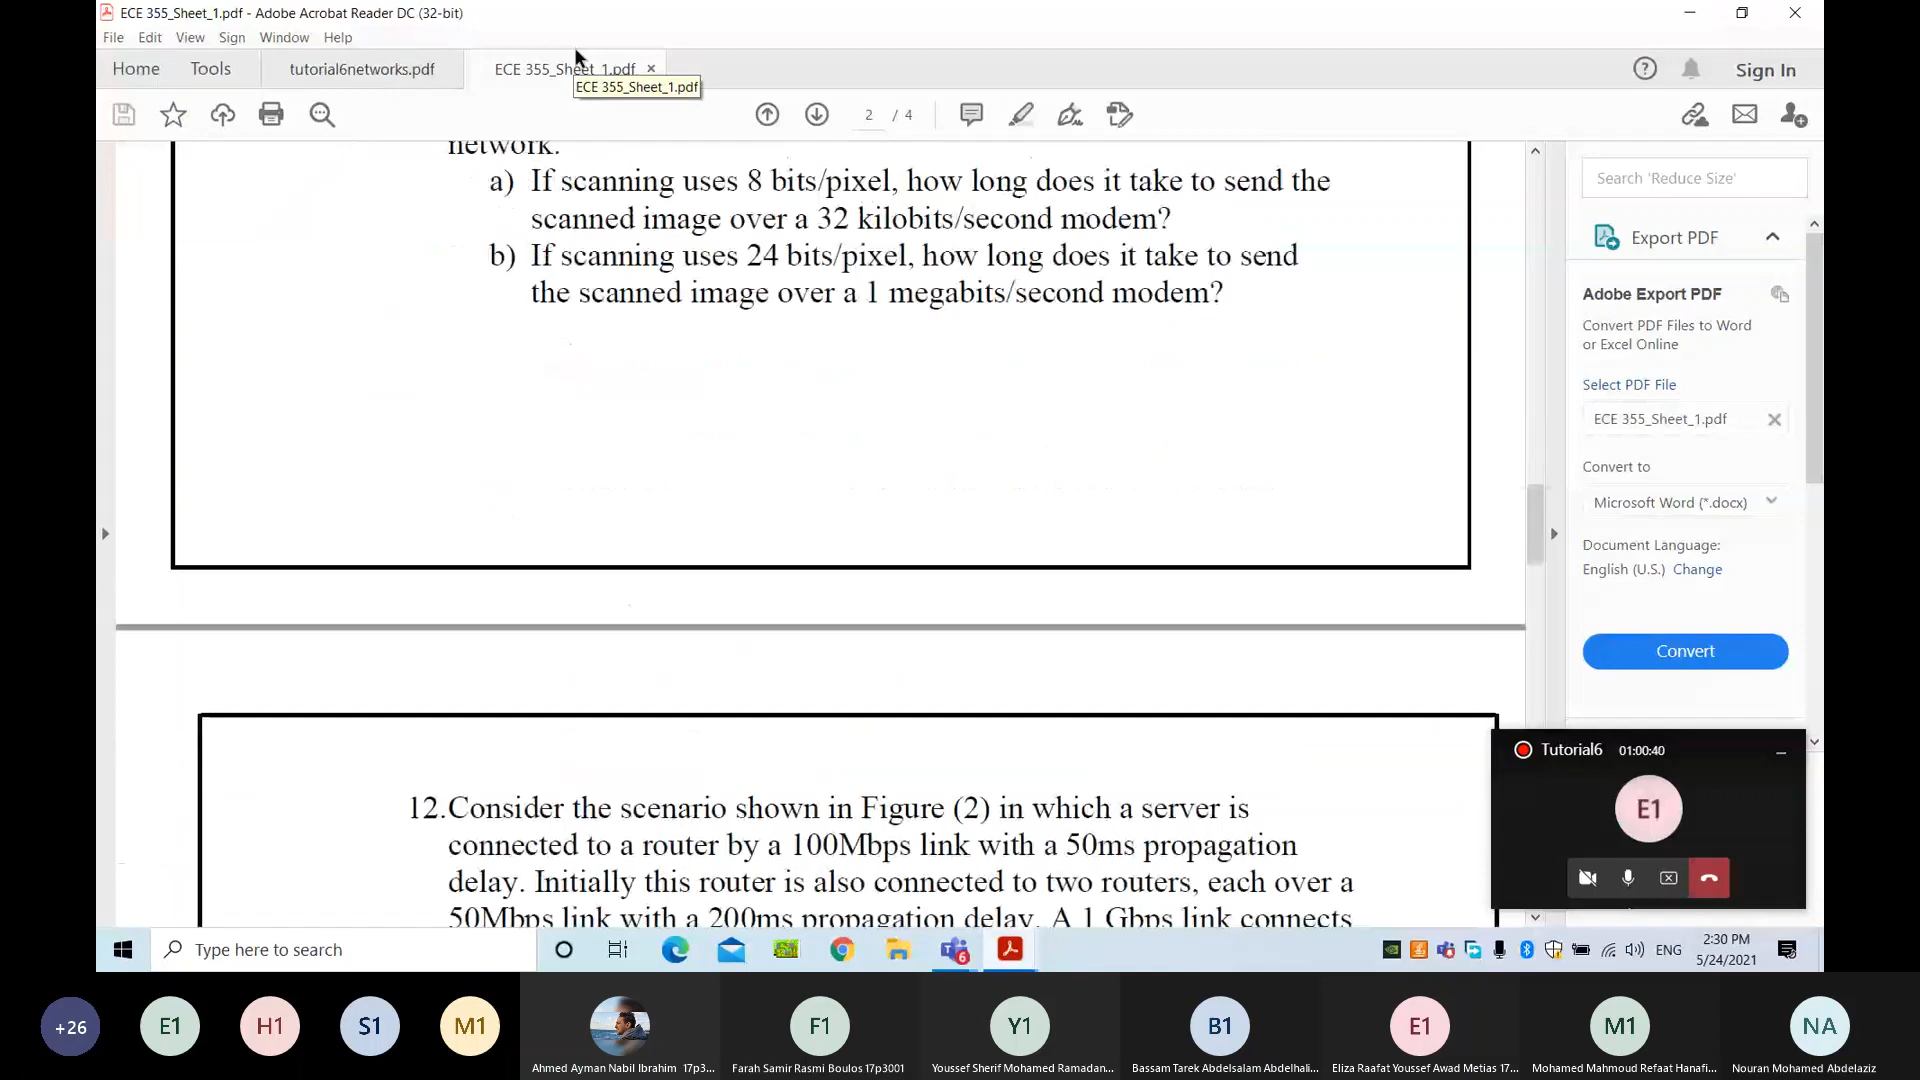 ECE 355_Sheet_1.pdf - Adobe Acrobat Reader DC (32-bit)
File Edit View Sign Window Help
Home Tools tutorial6networks.pdf ECE 355_Sheet_1.pdf × Sign In
ECE 355_Sheet_1.pdf
2 / 4
network.
a) If scanning uses 8 bits/pixel, how long does it take to send the
scanned image over a 32 kilobits/second modem?
b) If scanning uses 24 bits/pixel, how long does it take to send
the scanned image over a 1 megabits/second modem?
12.Consider the scenario shown in Figure (2) in which a server is
connected to a router by a 100Mbps link with a 50ms propagation
delay. Initially this router is also connected to two routers, each over a
50Mbps link with a 200ms propagation delay. A 1 Gbps link connects
Search 'Reduce Size'
Export PDF
Adobe Export PDF
Convert PDF Files to Word
or Excel Online
Select PDF File
ECE 355_Sheet_1.pdf
Convert to
Microsoft Word (*.docx)
Document Language:
English (U.S.) Change
Convert
Tutorial6 01:00:40
E1
Type here to search
6
ENG
2:30 PM
5/24/2021
+26 E1 H1 S1 M1 F1 Y1 B1 E1 M1 NA
Ahmed Ayman Nabil Ibrahim 17p3... Farah Samir Rasmi Boulos 17p3001 Youssef Sherif Mohamed Ramadan... Bassam Tarek Abdelsalam Abdelhali... Eliza Raafat Youssef Awad Metias 17... Mohamed Mahmoud Refaat Hanafi... Nouran Mohamed Abdelaziz